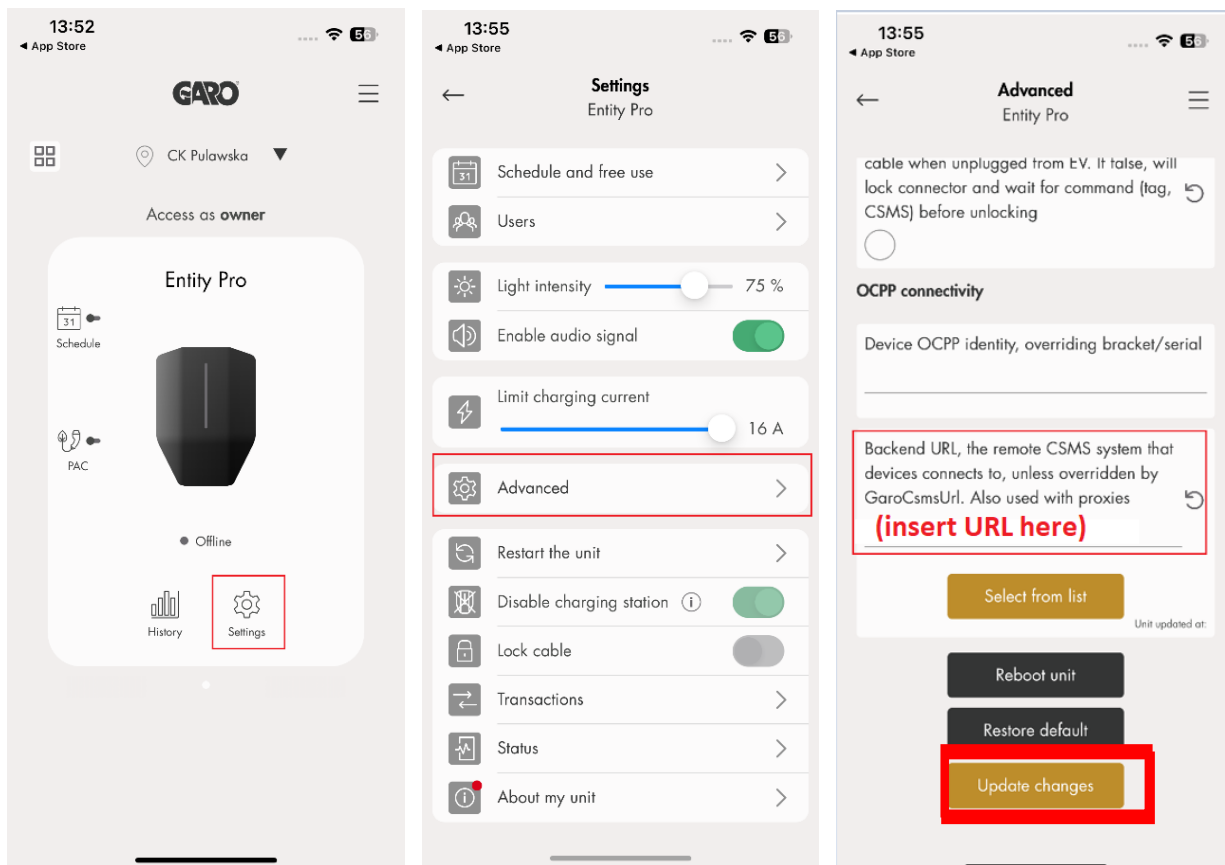 13:52
◀ App Store
56
GARO
CK Pulawska ▼
Access as owner
Entity Pro
31
Schedule
PAC
Offline
History
Settings
13:55
◀ App Store
56
Settings
Entity Pro
31
Schedule and free use
Users
Light intensity
75 %
Enable audio signal
Limit charging current
16 A
Advanced
Restart the unit
Disable charging station
Lock cable
Transactions
Status
About my unit
13:55
◀ App Store
56
Advanced
Entity Pro
cable when unplugged from EV. If false, will
lock connector and wait for command (tag,
CSMS) before unlocking
OCPP connectivity
Device OCPP identity, overriding bracket/serial
Backend URL, the remote CSMS system that
devices connects to, unless overridden by
GaroCsmsUrl. Also used with proxies
(insert URL here)
Select from list
Unit updated at:
Reboot unit
Restore default
Update changes